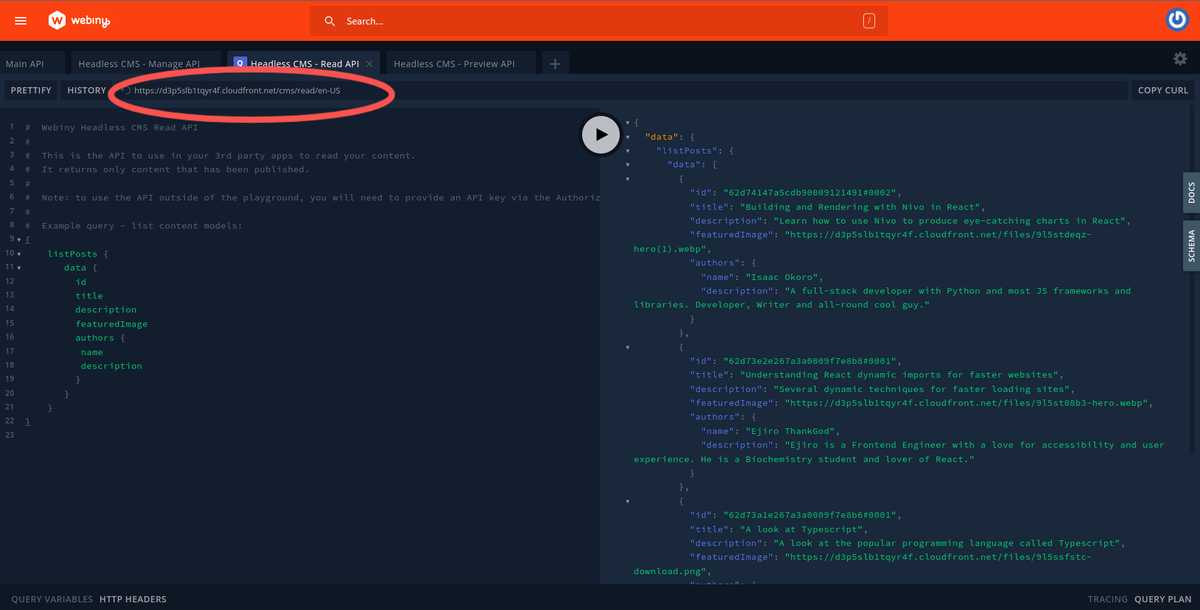 webiny
Search...
/
Main API
Headless CMS - Manage API
Q Headless CMS - Read API
Headless CMS - Preview API
PRETTIFY
HISTORY
https://d3p5slb1tqyr4f.cloudfront.net/cms/read/en-US
COPY CURL
1 # Webiny Headless CMS Read API
2 #
3 # This is the API to use in your 3rd party apps to read your content.
4 # It returns only content that has been published.
5 #
6 # Note: to use the API outside of the playground, you will need to provide an API key via the Authoriz
7 #
8 # Example query - list content models:
9 {
10 listPosts {
11 data {
12 id
13 title
14 description
15 featuredImage
16 authors {
17 name
18 description
19 }
20 }
21 }
22 }
23
{
"data": {
"listPosts": {
"data": [
{
"id": "62d74147a5cdb90009121491#0002",
"title": "Building and Rendering with Nivo in React",
"description": "Learn how to use Nivo to produce eye-catching charts in React",
"featuredImage": "https://d3p5slb1tqyr4f.cloudfront.net/files/9l5stdeqz-
hero(1).webp",
"authors": {
"name": "Isaac Okoro",
"description": "A full-stack developer with Python and most JS frameworks and
libraries. Developer, Writer and all-round cool guy."
}
},
{
"id": "62d73e2e267a3a0009f7e8b8#0001",
"title": "Understanding React dynamic imports for faster websites",
"description": "Several dynamic techniques for faster loading sites",
"featuredImage": "https://d3p5slb1tqyr4f.cloudfront.net/files/9l5st08b3-hero.webp",
"authors": {
"name": "Ejiro ThankGod",
"description": "Ejiro is a Frontend Engineer with a love for accessibility and user
experience. He is a Biochemistry student and lover of React."
}
},
{
"id": "62d73a1e267a3a0009f7e8b6#0001",
"title": "A look at Typescript",
"description": "A look at the popular programming language called Typescript",
"featuredImage": "https://d3p5slb1tqyr4f.cloudfront.net/files/9l5ssfstc-
download.png",
DOCS
SCHEMA
QUERY VARIABLES
HTTP HEADERS
TRACING
QUERY PLAN